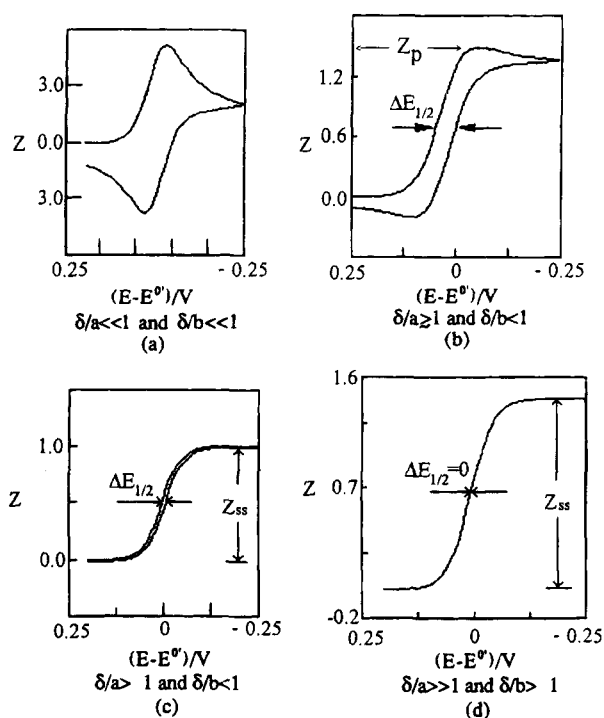 3.0
Z 0.0
3.0
0.25 - 0.25
(E-E⁰')/V
δ/a<<1 and δ/b<<1
(a)
Zₚ
1.2
ΔE₁/₂
Z 0.6
0.0
0.25 0 - 0.25
(E-E⁰')/V
δ/a≳1 and δ/b<1
(b)
1.0
ΔE₁/₂
Z
Zss
0.0
0.25 0 - 0.25
(E-E⁰')/V
δ/a> 1 and δ/b<1
(c)
1.6
ΔE₁/₂=0
Z 0.7
Zss
-0.2
0.25 0 - 0.25
(E-E⁰')/V
δ/a>>1 and δ/b> 1
(d)